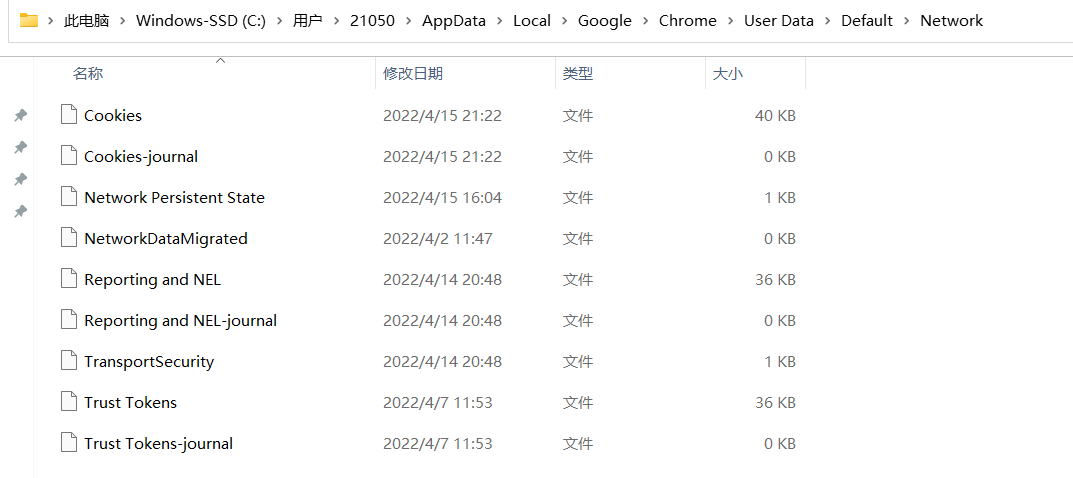 此电脑 > Windows-SSD (C:) > 用户 > 21050 > AppData > Local > Google > Chrome > User Data > Default > Network
名称 修改日期 类型 大小
Cookies 2022/4/15 21:22 文件 40 KB
Cookies-journal 2022/4/15 21:22 文件 0 KB
Network Persistent State 2022/4/15 16:04 文件 1 KB
NetworkDataMigrated 2022/4/2 11:47 文件 0 KB
Reporting and NEL 2022/4/14 20:48 文件 36 KB
Reporting and NEL-journal 2022/4/14 20:48 文件 0 KB
TransportSecurity 2022/4/14 20:48 文件 1 KB
Trust Tokens 2022/4/7 11:53 文件 36 KB
Trust Tokens-journal 2022/4/7 11:53 文件 0 KB